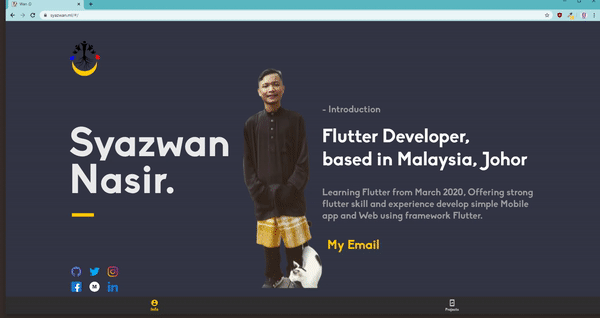 Syazwan
Nasir.
- Introduction
Flutter Developer,
based in Malaysia, Johor
Learning Flutter from March 2020, Offering strong
flutter skill and experience develop simple Mobile
app and Web using framework Flutter.
My Email
Info
Projects